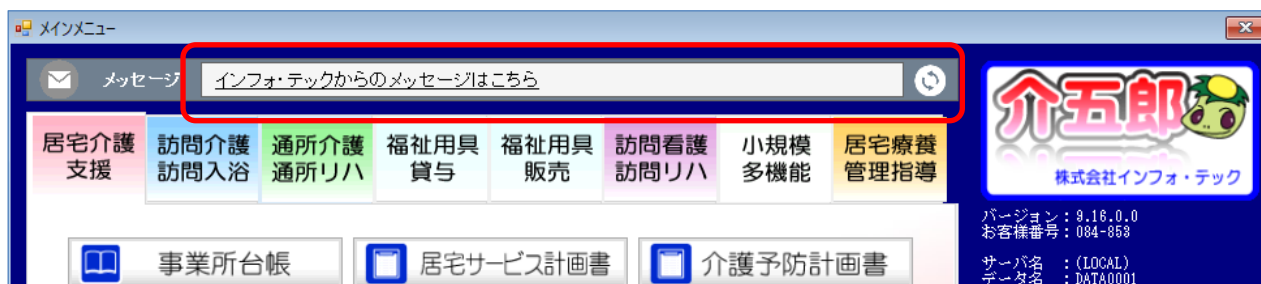 メインメニュー
メッセージ
インフォ・テックからのメッセージはこちら
居宅介護
支援
訪問介護
訪問入浴
通所介護
通所リハ
福祉用具
貸与
福祉用具
販売
訪問看護
訪問リハ
小規模
多機能
居宅療養
管理指導
介五郎
株式会社インフォ・テック
バージョン:9.16.0.0
お客様番号:084-853
サーバ名 :(LOCAL)
データ名 :DATA0001
事業所台帳
居宅サービス計画書
介護予防計画書